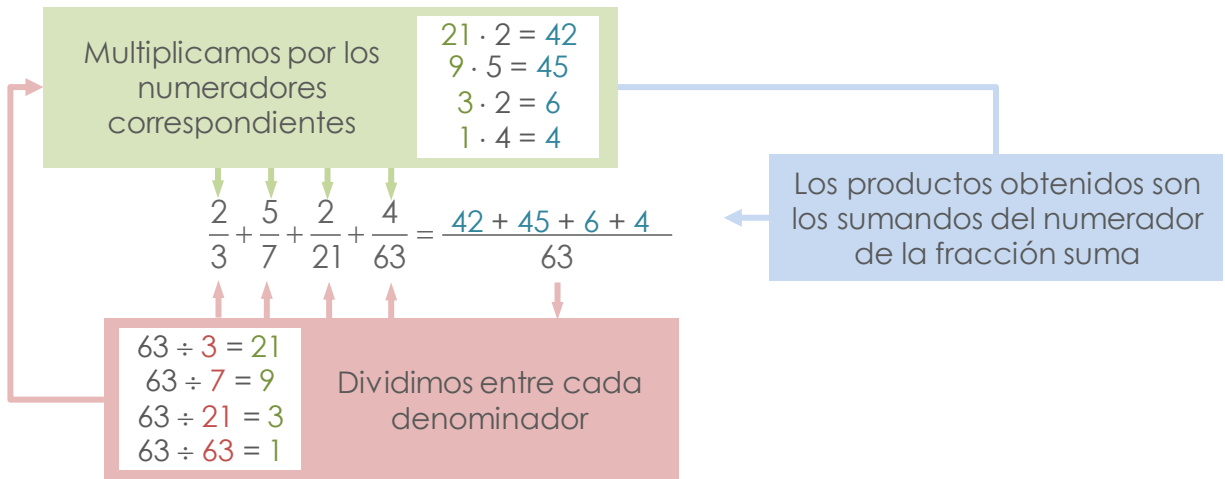 Multiplicamos por los
numeradores
correspondientes
21 · 2 = 42
9 · 5 = 45
3 · 2 = 6
1 · 4 = 4
2/3 + 5/7 + 2/21 + 4/63 = (42 + 45 + 6 + 4)/63
Los productos obtenidos son
los sumandos del numerador
de la fracción suma
63 ÷ 3 = 21
63 ÷ 7 = 9
63 ÷ 21 = 3
63 ÷ 63 = 1
Dividimos entre cada
denominador